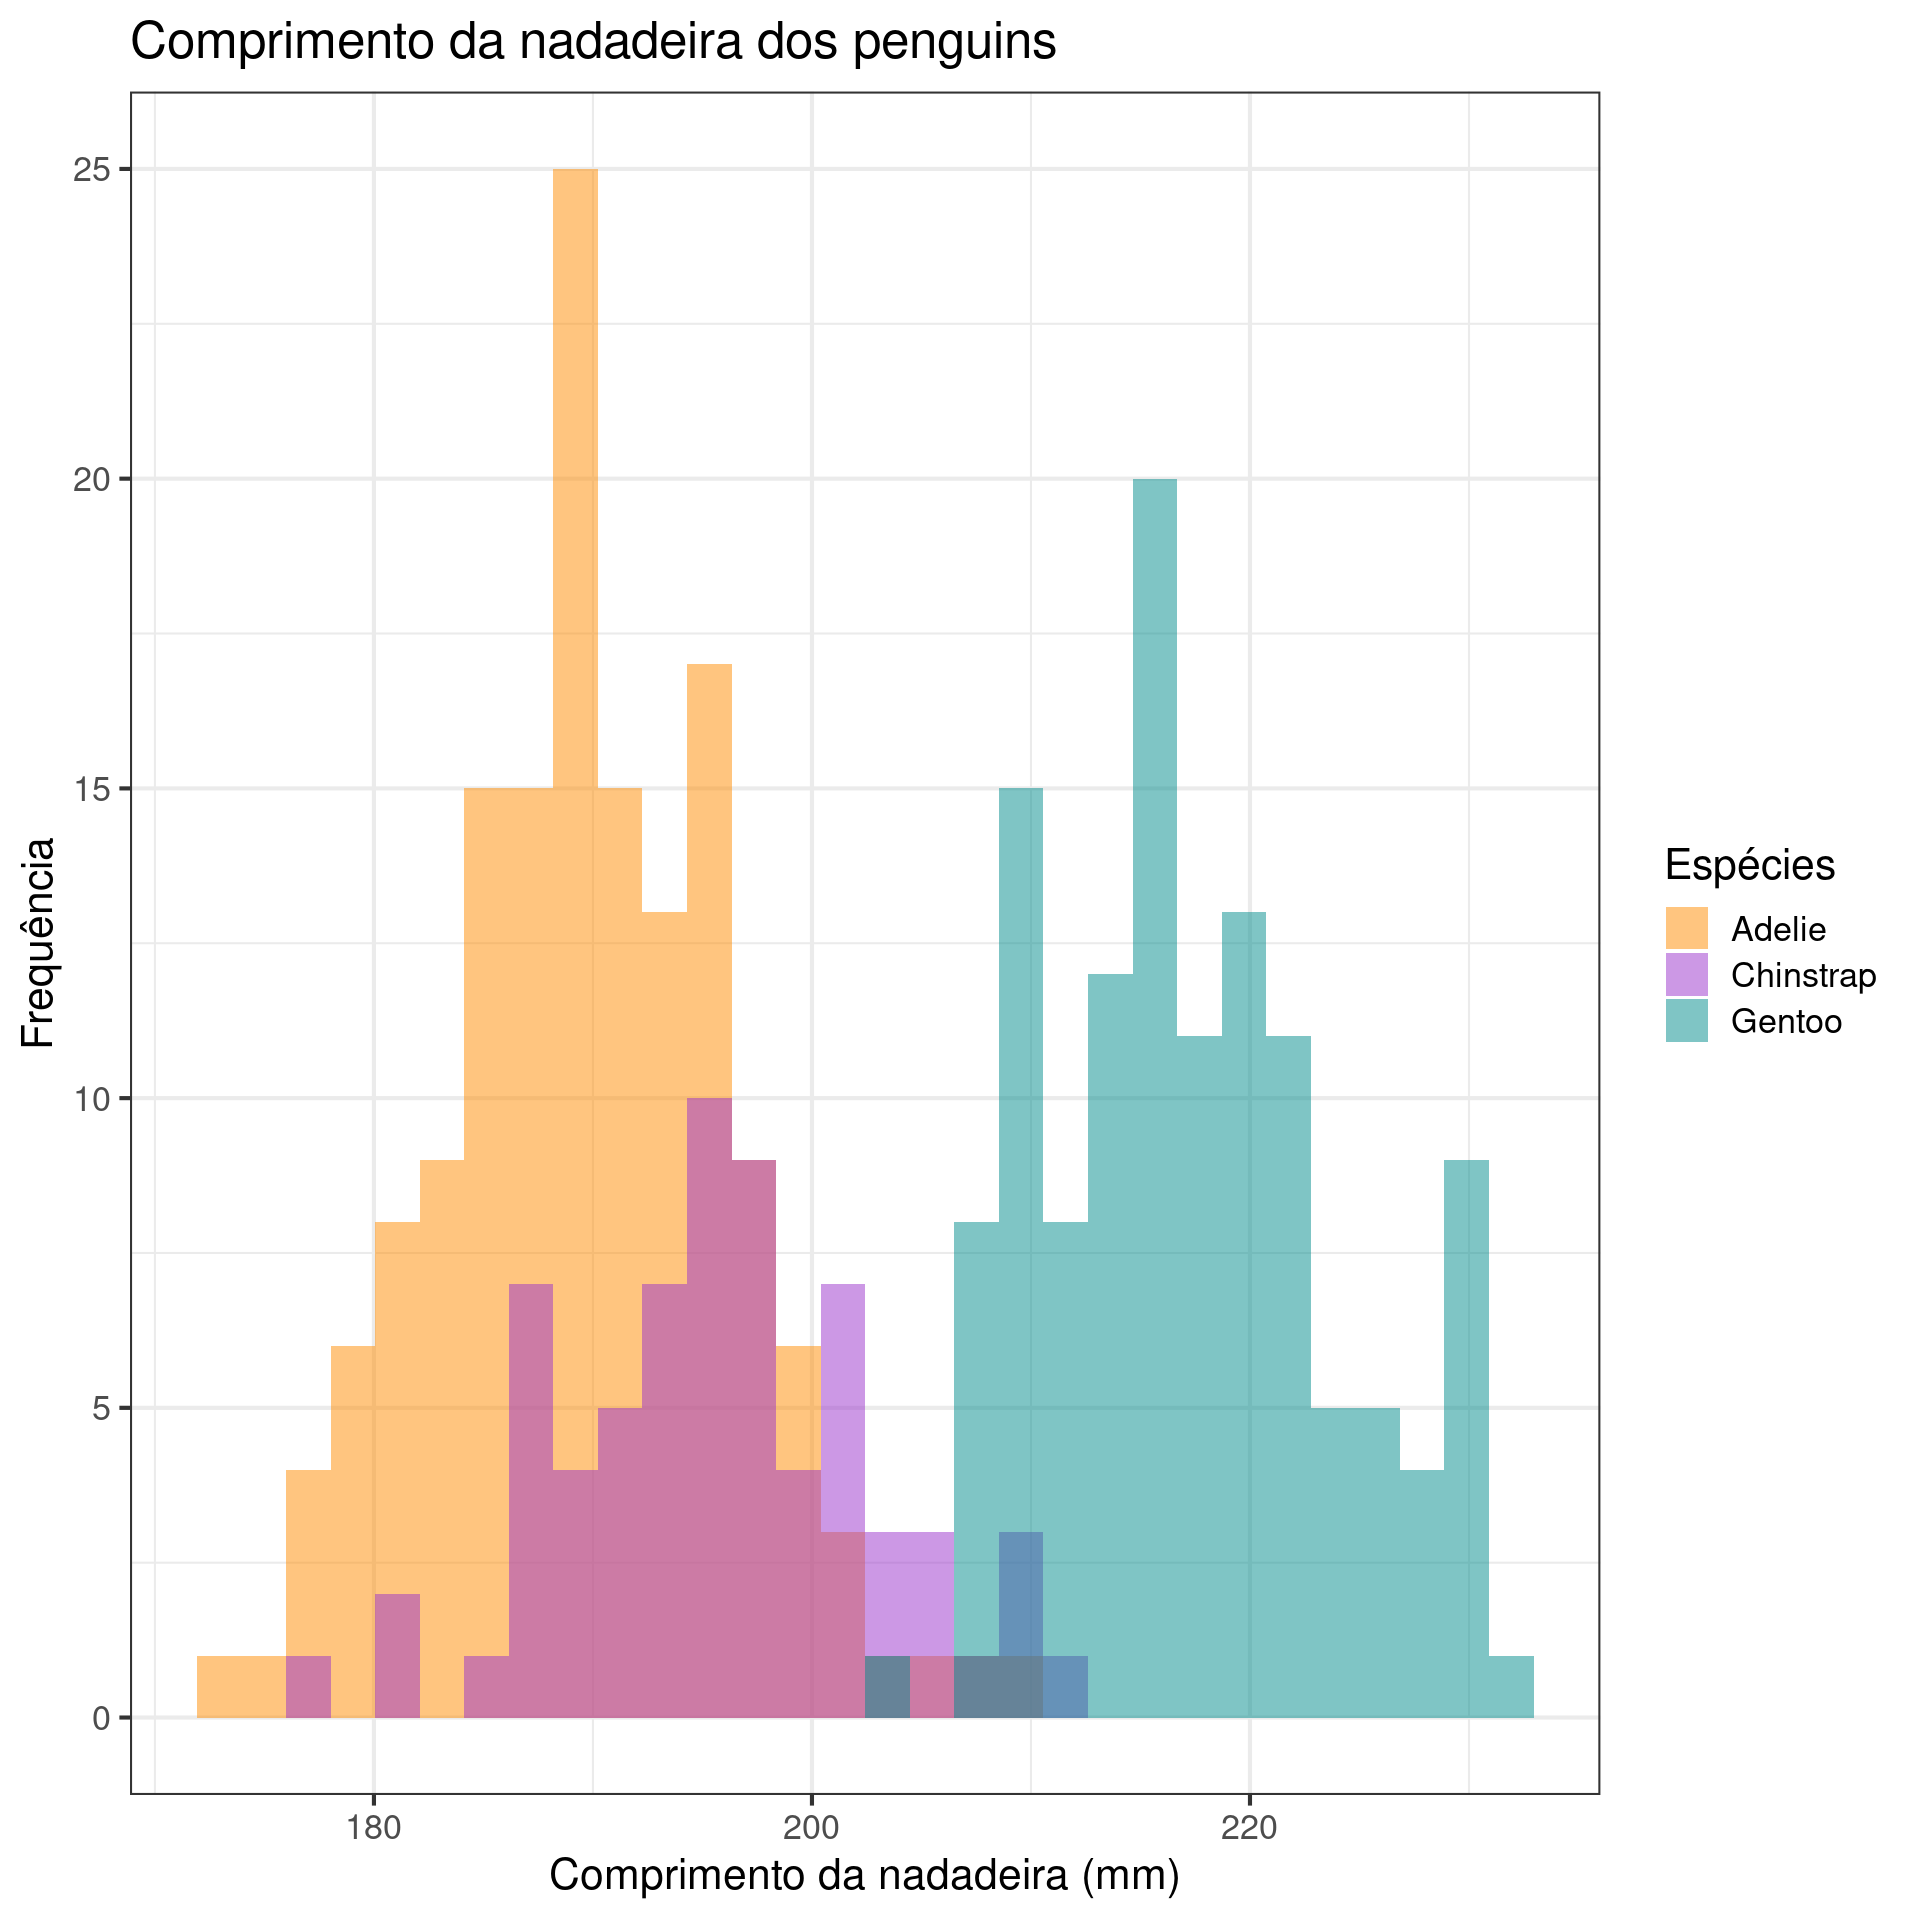 Comprimento da nadadeira dos penguins
25
20
15
10
5
0
Frequência
180
200
220
Comprimento da nadadeira (mm)
Espécies
Adelie
Chinstrap
Gentoo